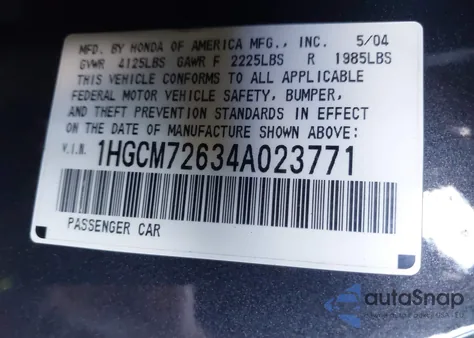 MFD. BY HONDA OF AMERICA MFG., INC. 5/04
GVWR 4125LBS GAWR F 2225LBS R 1985LBS
THIS VEHICLE CONFORMS TO ALL APPLICABLE
FEDERAL MOTOR VEHICLE SAFETY, BUMPER,
AND THEFT PREVENTION STANDARDS IN EFFECT
ON THE DATE OF MANUFACTURE SHOWN ABOVE:
V.I.N. 1HGCM72634A023771
PASSENGER CAR
autoSnap